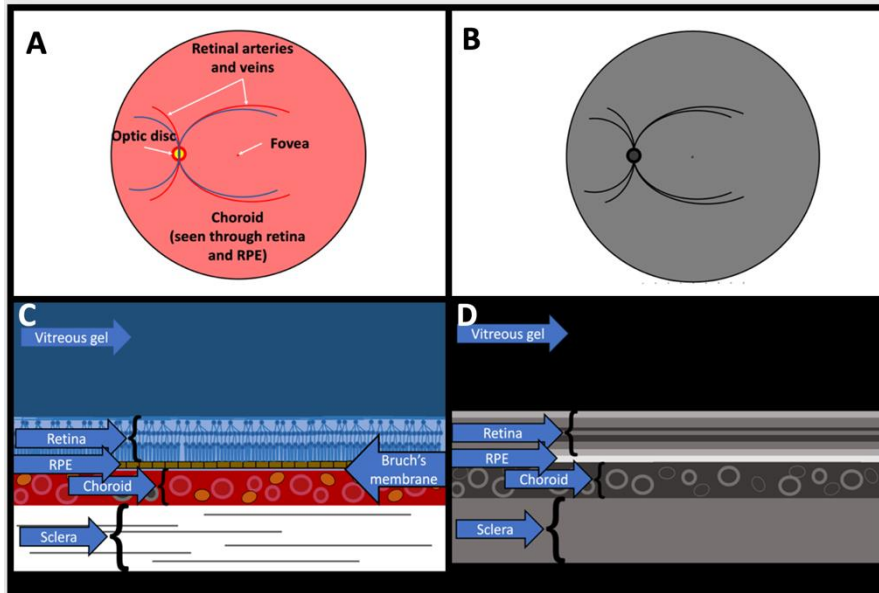 A
Retinal arteries
and veins
Optic disc
Fovea
Choroid
(seen through retina
and RPE)
B
C
Vitreous gel
Retina
RPE
Choroid
Bruch's
membrane
Sclera
D
Vitreous gel
Retina
RPE
Choroid
Sclera